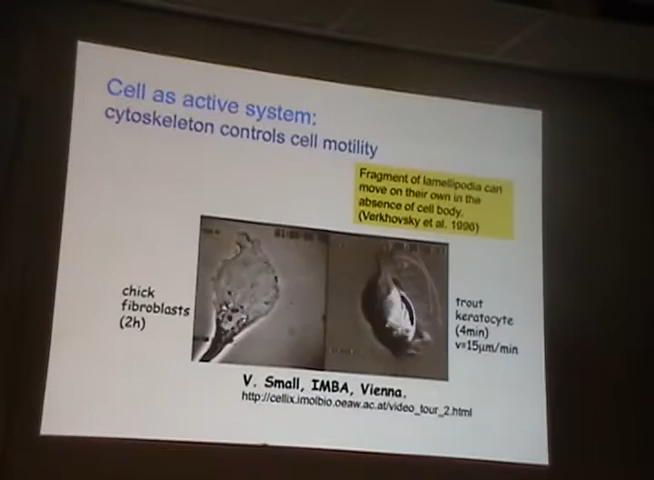 Cell as active system:
cytoskeleton controls cell motility
Fragment of lamellipodia can
move on their own in the
absence of cell body.
(Verkhovsky et al. 1996)
chick
fibroblasts
(2h)
trout
keratocyte
(4min)
v=15μm/min
V. Small, IMBA, Vienna.
http://cellix.imolbio.oeaw.ac.at/video_tour_2.html